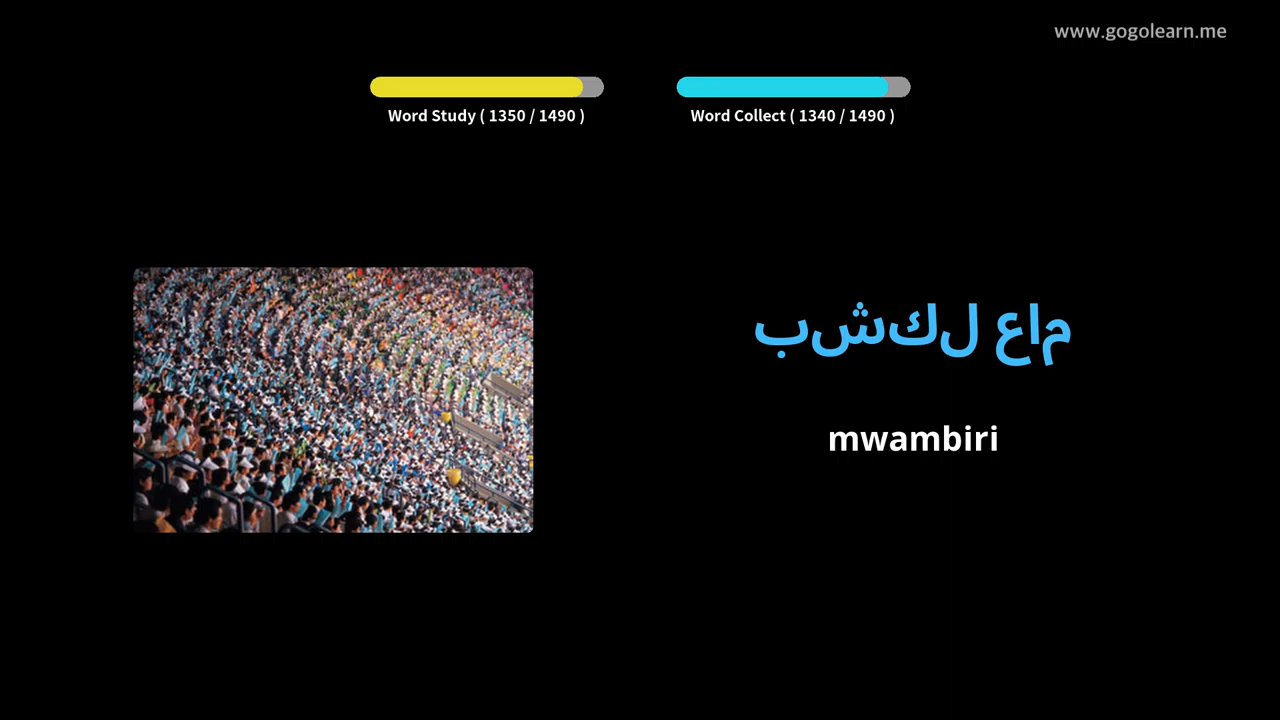 www.gogolearn.me
Word Study ( 1350 / 1490 )
Word Collect ( 1340 / 1490 )
بشكل عام
mwambiri